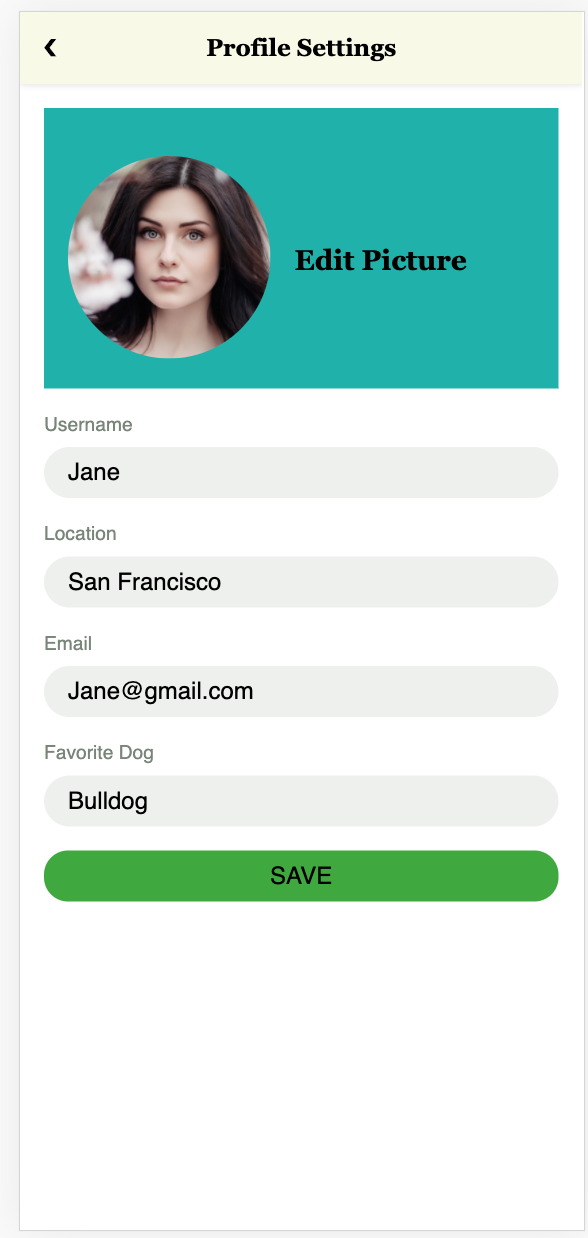 Profile Settings
Edit Picture
Username
Jane
Location
San Francisco
Email
Jane@gmail.com
Favorite Dog
Bulldog
SAVE